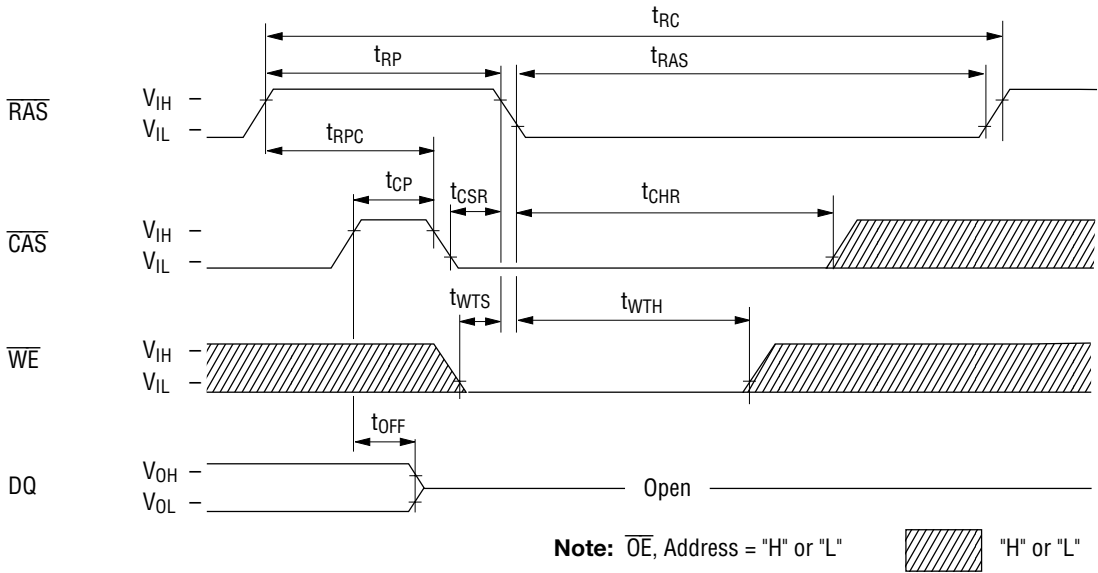 tRC
tRP
tRAS
RAS
VIH
VIL
tRPC
tCP
tCSR
tCHR
CAS
VIH
VIL
tWTS
tWTH
WE
VIH
VIL
tOFF
DQ
VOH
VOL
Open
Note: OE, Address = "H" or "L"
"H" or "L"